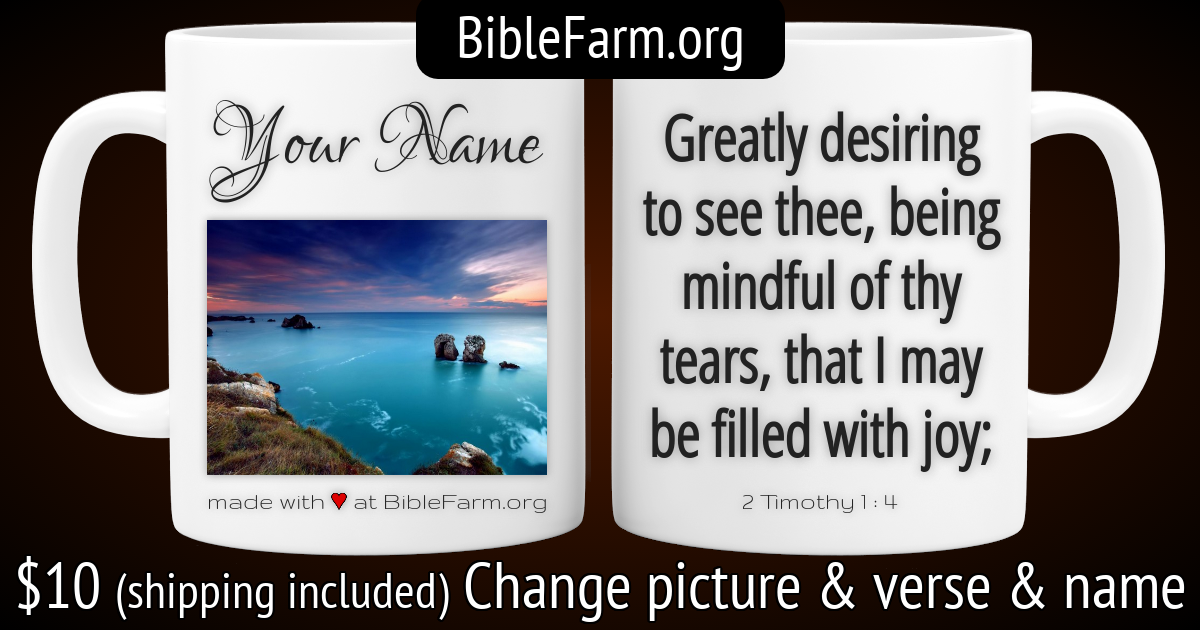 BibleFarm.org
Your Name
made with ♥ at BibleFarm.org
Greatly desiring
to see thee, being
mindful of thy
tears, that I may
be filled with joy;
2 Timothy 1 : 4
$10 (shipping included) Change picture & verse & name